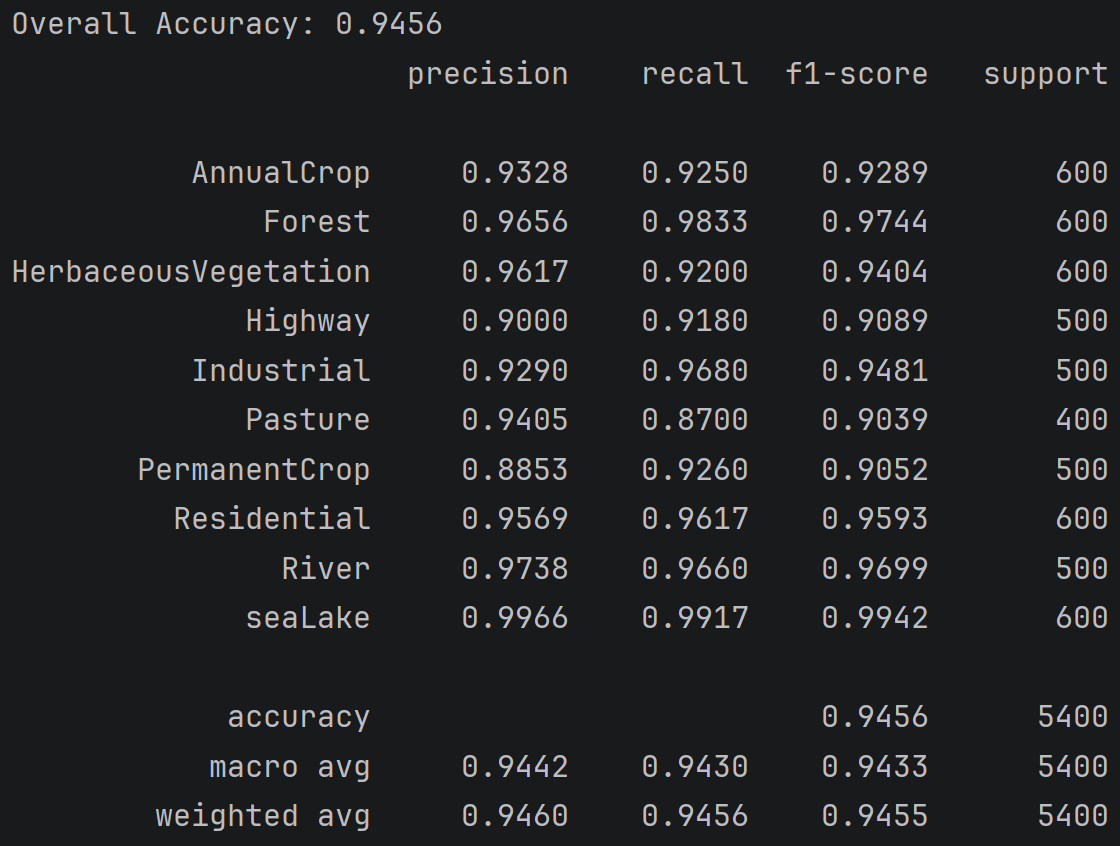 Overall Accuracy: 0.9456
precision recall f1-score support
AnnualCrop 0.9328 0.9250 0.9289 600
Forest 0.9656 0.9833 0.9744 600
HerbaceousVegetation 0.9617 0.9200 0.9404 600
Highway 0.9000 0.9180 0.9089 500
Industrial 0.9290 0.9680 0.9481 500
Pasture 0.9405 0.8700 0.9039 400
PermanentCrop 0.8853 0.9260 0.9052 500
Residential 0.9569 0.9617 0.9593 600
River 0.9738 0.9660 0.9699 500
seaLake 0.9966 0.9917 0.9942 600
accuracy 0.9456 5400
macro avg 0.9442 0.9430 0.9433 5400
weighted avg 0.9460 0.9456 0.9455 5400